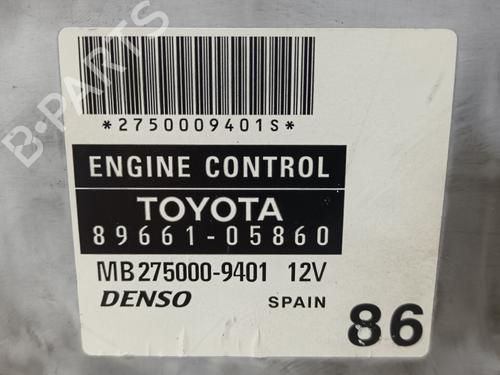 B-PARTS
*2750009401S*
ENGINE CONTROL
TOYOTA
89661-05860
MB275000-9401 12V
DENSO SPAIN 86